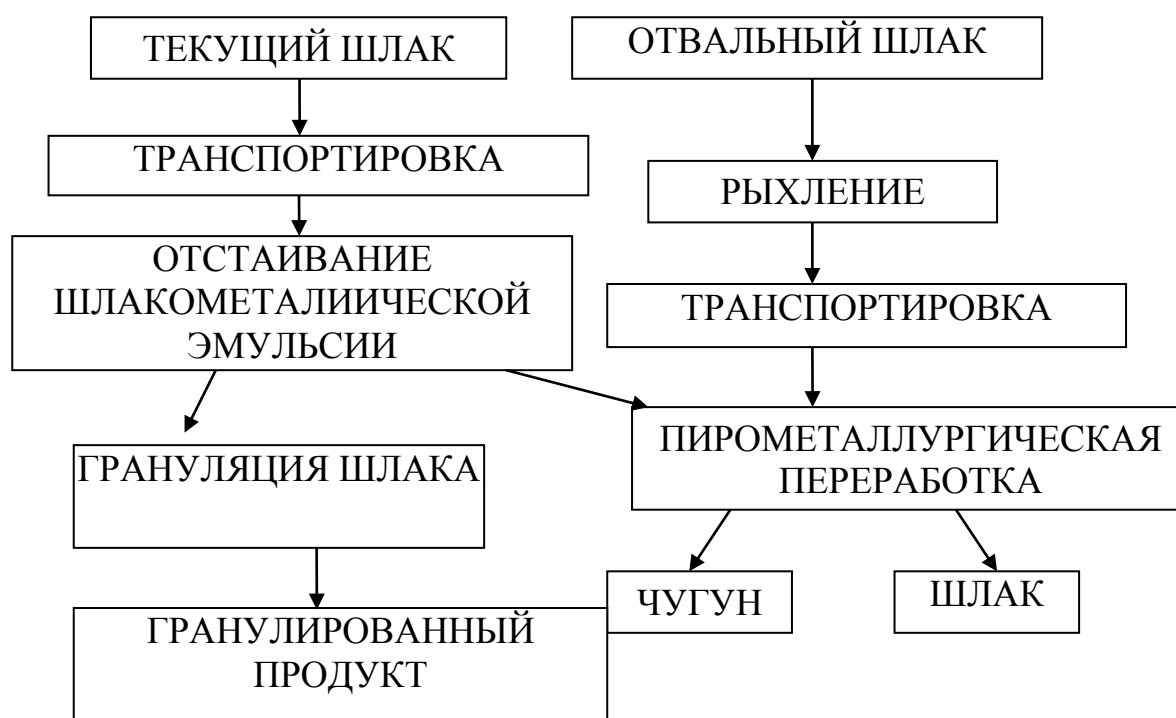 ТЕКУЩИЙ ШЛАК
ОТВАЛЬНЫЙ ШЛАК
ТРАНСПОРТИРОВКА
РЫХЛЕНИЕ
ОТСТАИВАНИЕ
ШЛАКОМЕТАЛИИЧЕСКОЙ
ЭМУЛЬСИИ
ТРАНСПОРТИРОВКА
ГРАНУЛЯЦИЯ ШЛАКА
ПИРОМЕТАЛЛУРГИЧЕСКАЯ
ПЕРЕРАБОТКА
ЧУГУН
ШЛАК
ГРАНУЛИРОВАННЫЙ
ПРОДУКТ